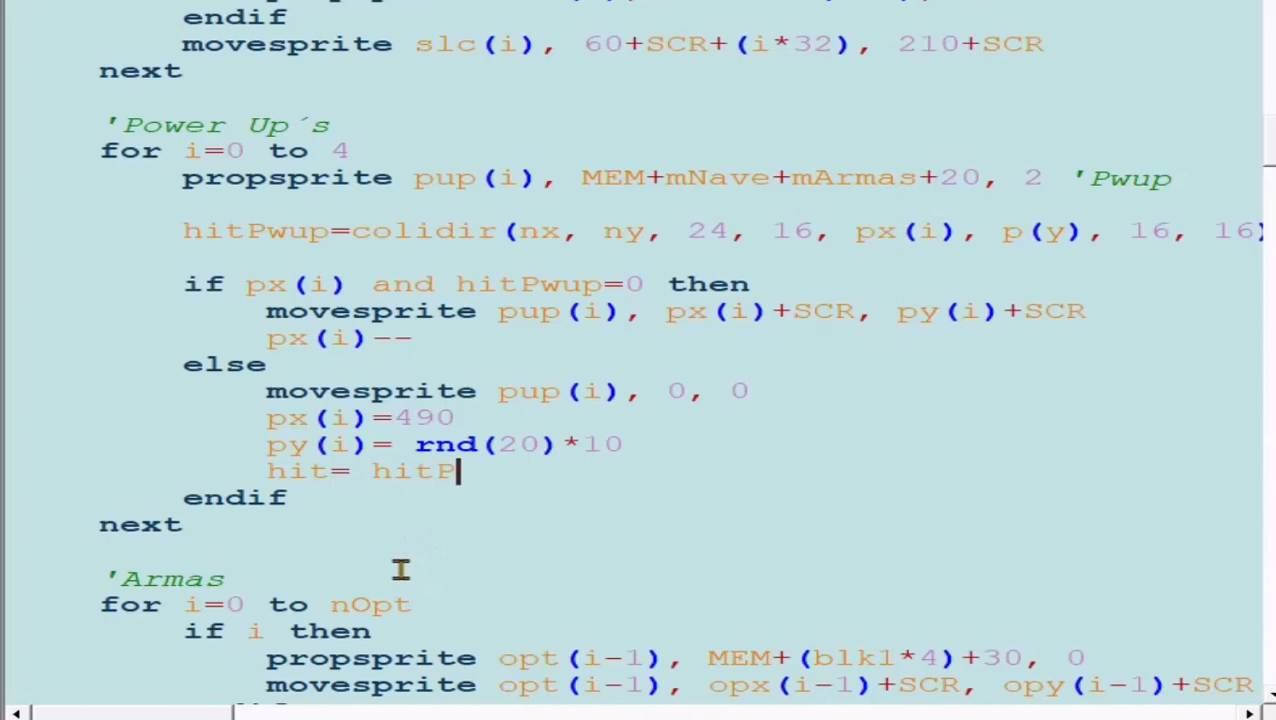 endif
movesprite slc(i), 60+SCR+(i*32), 210+SCR
next
'Power Up´s
for i=0 to 4
propsprite pup(i), MEM+mNave+mArmas+20, 2 'Pwup
hitPwup=colidir(nx, ny, 24, 16, px(i), p(y), 16, 16)
if px(i) and hitPwup=0 then
movesprite pup(i), px(i)+SCR, py(i)+SCR
px(i)--
else
movesprite pup(i), 0, 0
px(i)=490
py(i)= rnd(20)*10
hit= hitP
endif
next
'Armas
for i=0 to nOpt
if i then
propsprite opt(i-1), MEM+(blk1*4)+30, 0
movesprite opt(i-1), opx(i-1)+SCR, opy(i-1)+SCR